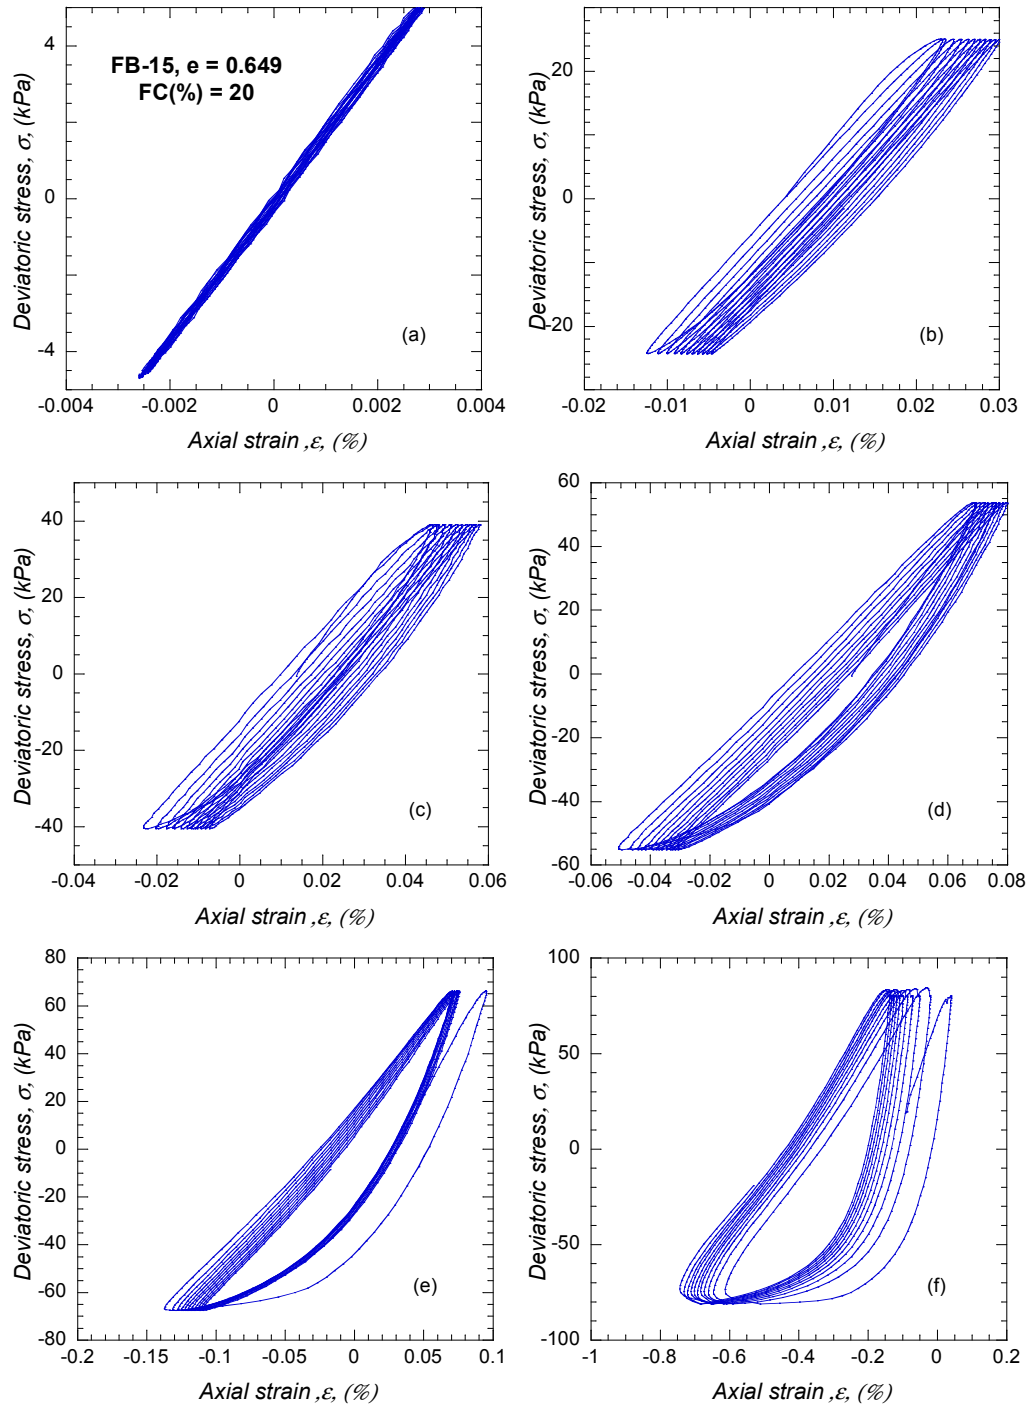 FB-15, e = 0.649
FC(%) = 20
Deviatoric stress, σ, (kPa)
4
0
-4
(a)
-0.004 -0.002 0 0.002 0.004
Axial strain ,ε, (%)
Deviatoric stress, σ, (kPa)
20
0
-20
(b)
-0.02 -0.01 0 0.01 0.02 0.03
Axial strain ,ε, (%)
Deviatoric stress, σ, (kPa)
40
20
0
-20
-40
(c)
-0.04 -0.02 0 0.02 0.04 0.06
Axial strain ,ε, (%)
Deviatoric stress, σ, (kPa)
60
40
20
0
-20
-40
-60
(d)
-0.06 -0.04 -0.02 0 0.02 0.04 0.06 0.08
Axial strain ,ε, (%)
Deviatoric stress, σ, (kPa)
80
60
40
20
0
-20
-40
-60
-80
(e)
-0.2 -0.15 -0.1 -0.05 0 0.05 0.1
Axial strain ,ε, (%)
Deviatoric stress, σ, (kPa)
100
50
0
-50
-100
(f)
-1 -0.8 -0.6 -0.4 -0.2 0 0.2
Axial strain ,ε, (%)